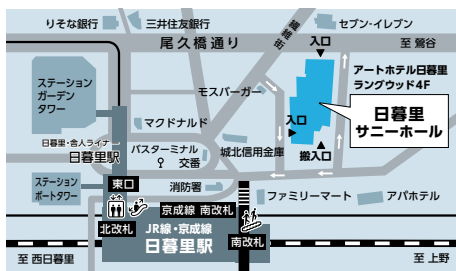 りそな銀行
三井住友銀行
繊維街
セブン-イレブン
尾久橋通り
入口
至 鶯谷
ステーション
ガーデン
タワー
モスバーガー
アートホテル日暮里
ラングウッド4F
日暮里
サニーホール
入口
マクドナルド
日暮里・舎人ライナー
日暮里駅
バスターミナル
交番
城北信用金庫
搬入口
ステーション
ポートタワー
東口
消防署
ファミリーマート
アパホテル
京成線 南改札
北改札
JR線・京成線
日暮里駅
南改札
至 西日暮里
至 上野